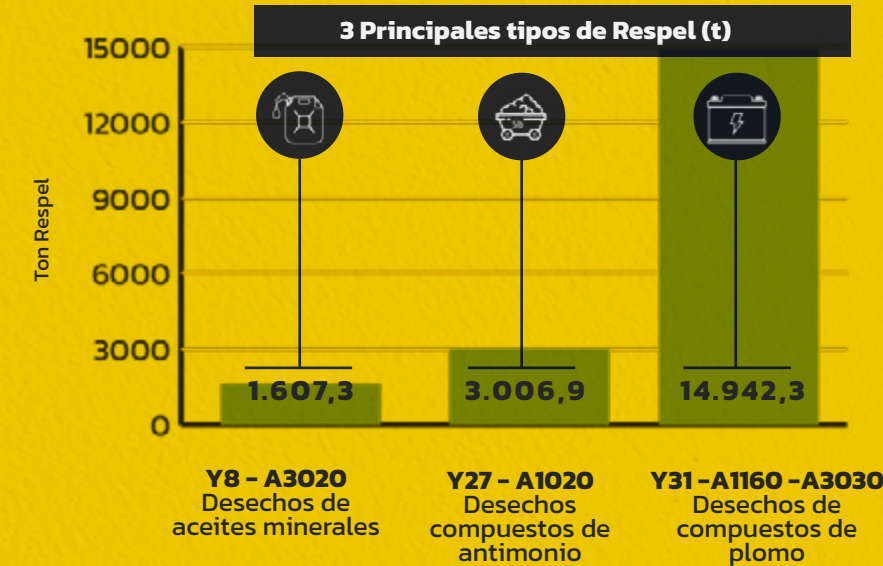 3 Principales tipos de Respel (t)
15000
12000
9000
6000
3000
0
Ton Respel
1.607,3
3.006,9
14.942,3
Y8 - A3020
Desechos de
aceites minerales
Y27 - A1020
Desechos
compuestos de
antimonio
Y31 -A1160 -A3030
Desechos de
compuestos de
plomo